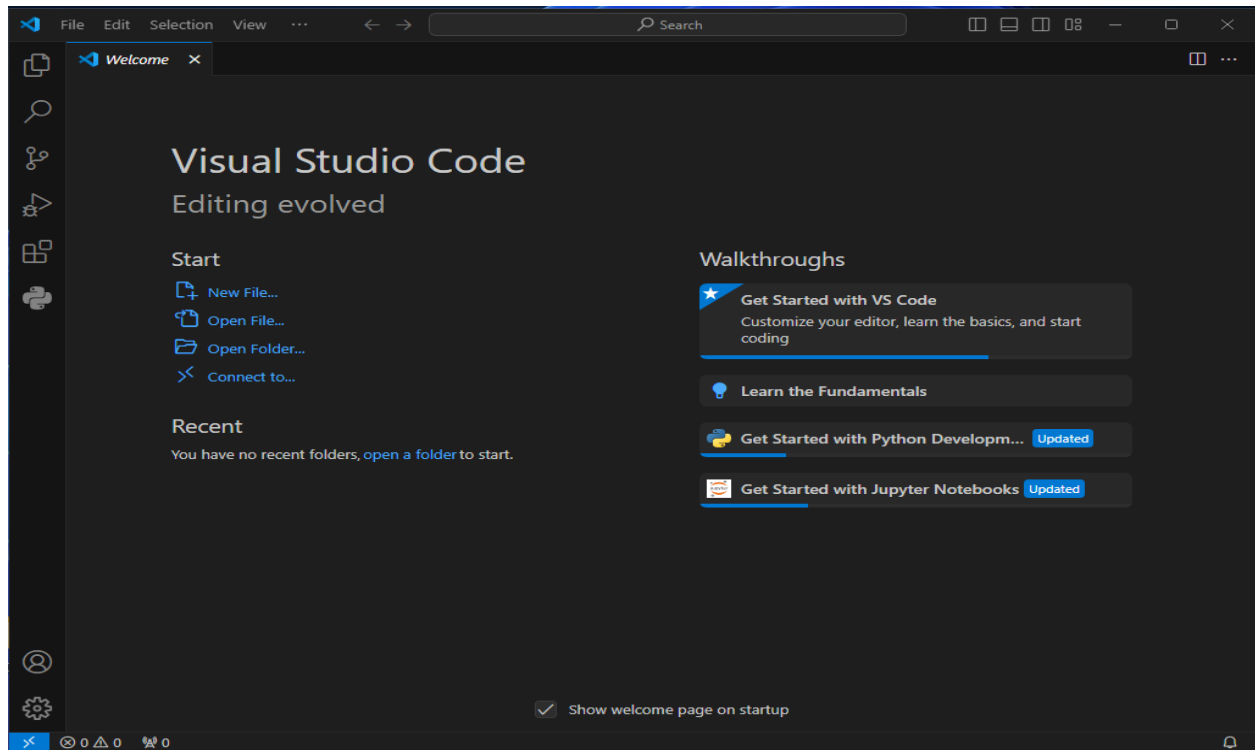 File Edit Selection View ··· Search
Welcome
Visual Studio Code
Editing evolved
Start
New File...
Open File...
Open Folder...
Connect to...
Recent
You have no recent folders, open a folder to start.
Walkthroughs
Get Started with VS Code
Customize your editor, learn the basics, and start
coding
Learn the Fundamentals
Get Started with Python Developm... Updated
Get Started with Jupyter Notebooks Updated
Show welcome page on startup
0 0 0